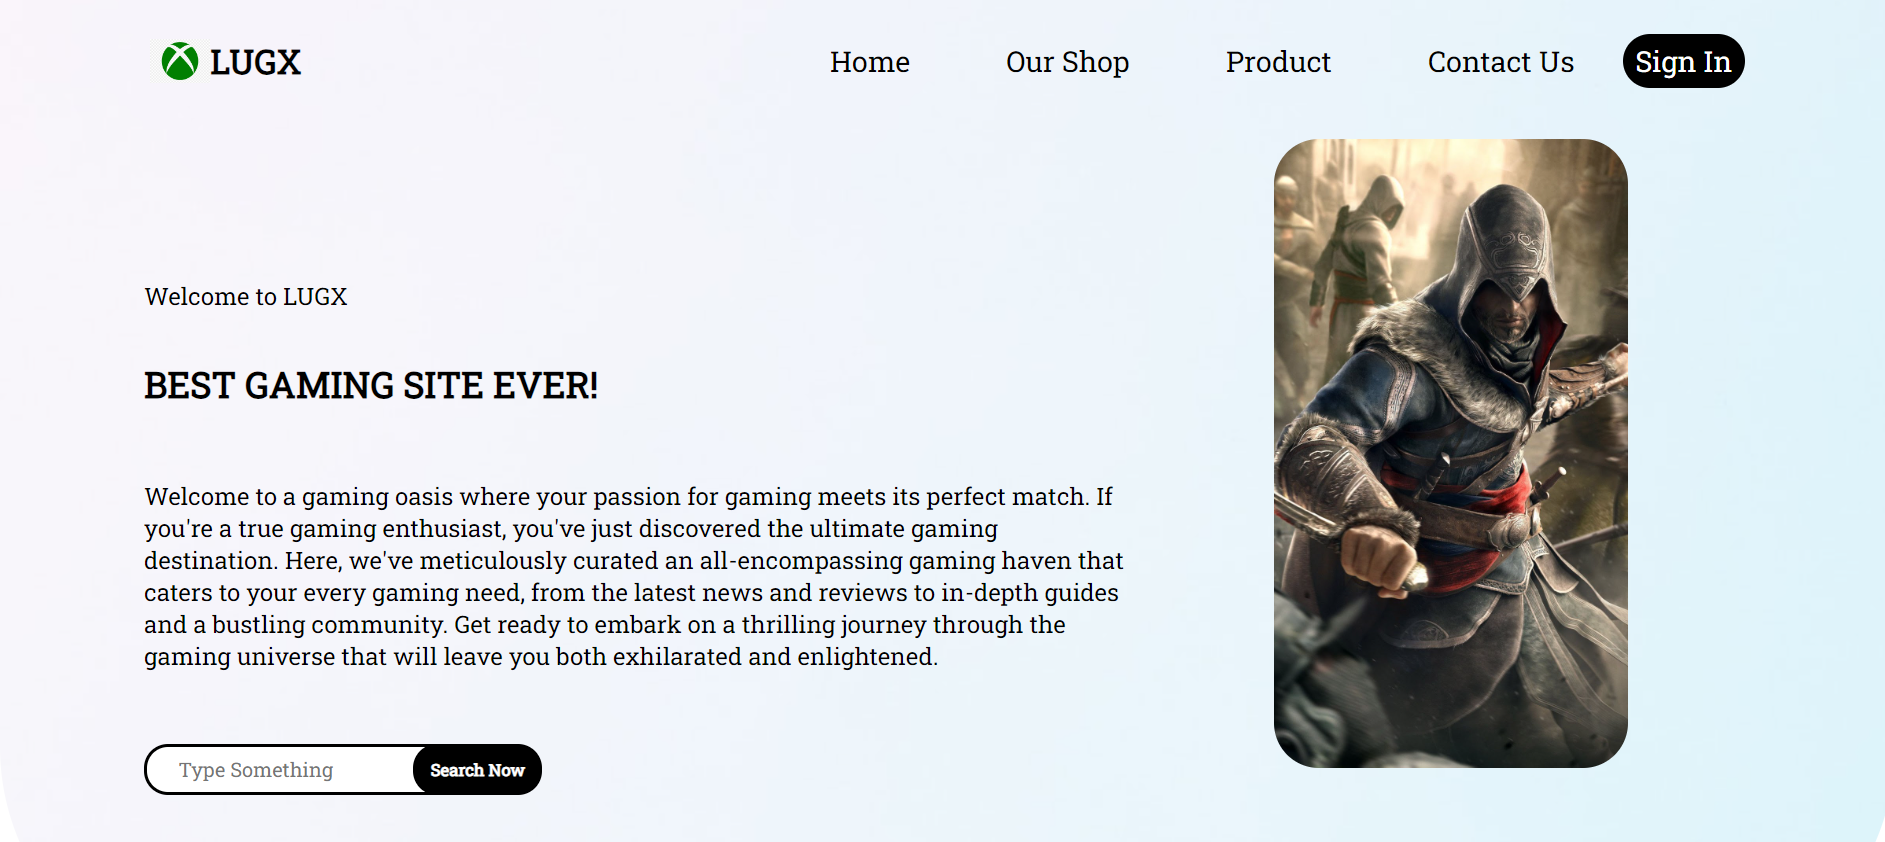 LUGX
Home
Our Shop
Product
Contact Us
Sign In
Welcome to LUGX
BEST GAMING SITE EVER!
Welcome to a gaming oasis where your passion for gaming meets its perfect match. If
you're a true gaming enthusiast, you've just discovered the ultimate gaming
destination. Here, we've meticulously curated an all-encompassing gaming haven that
caters to your every gaming need, from the latest news and reviews to in-depth guides
and a bustling community. Get ready to embark on a thrilling journey through the
gaming universe that will leave you both exhilarated and enlightened.
Type Something
Search Now